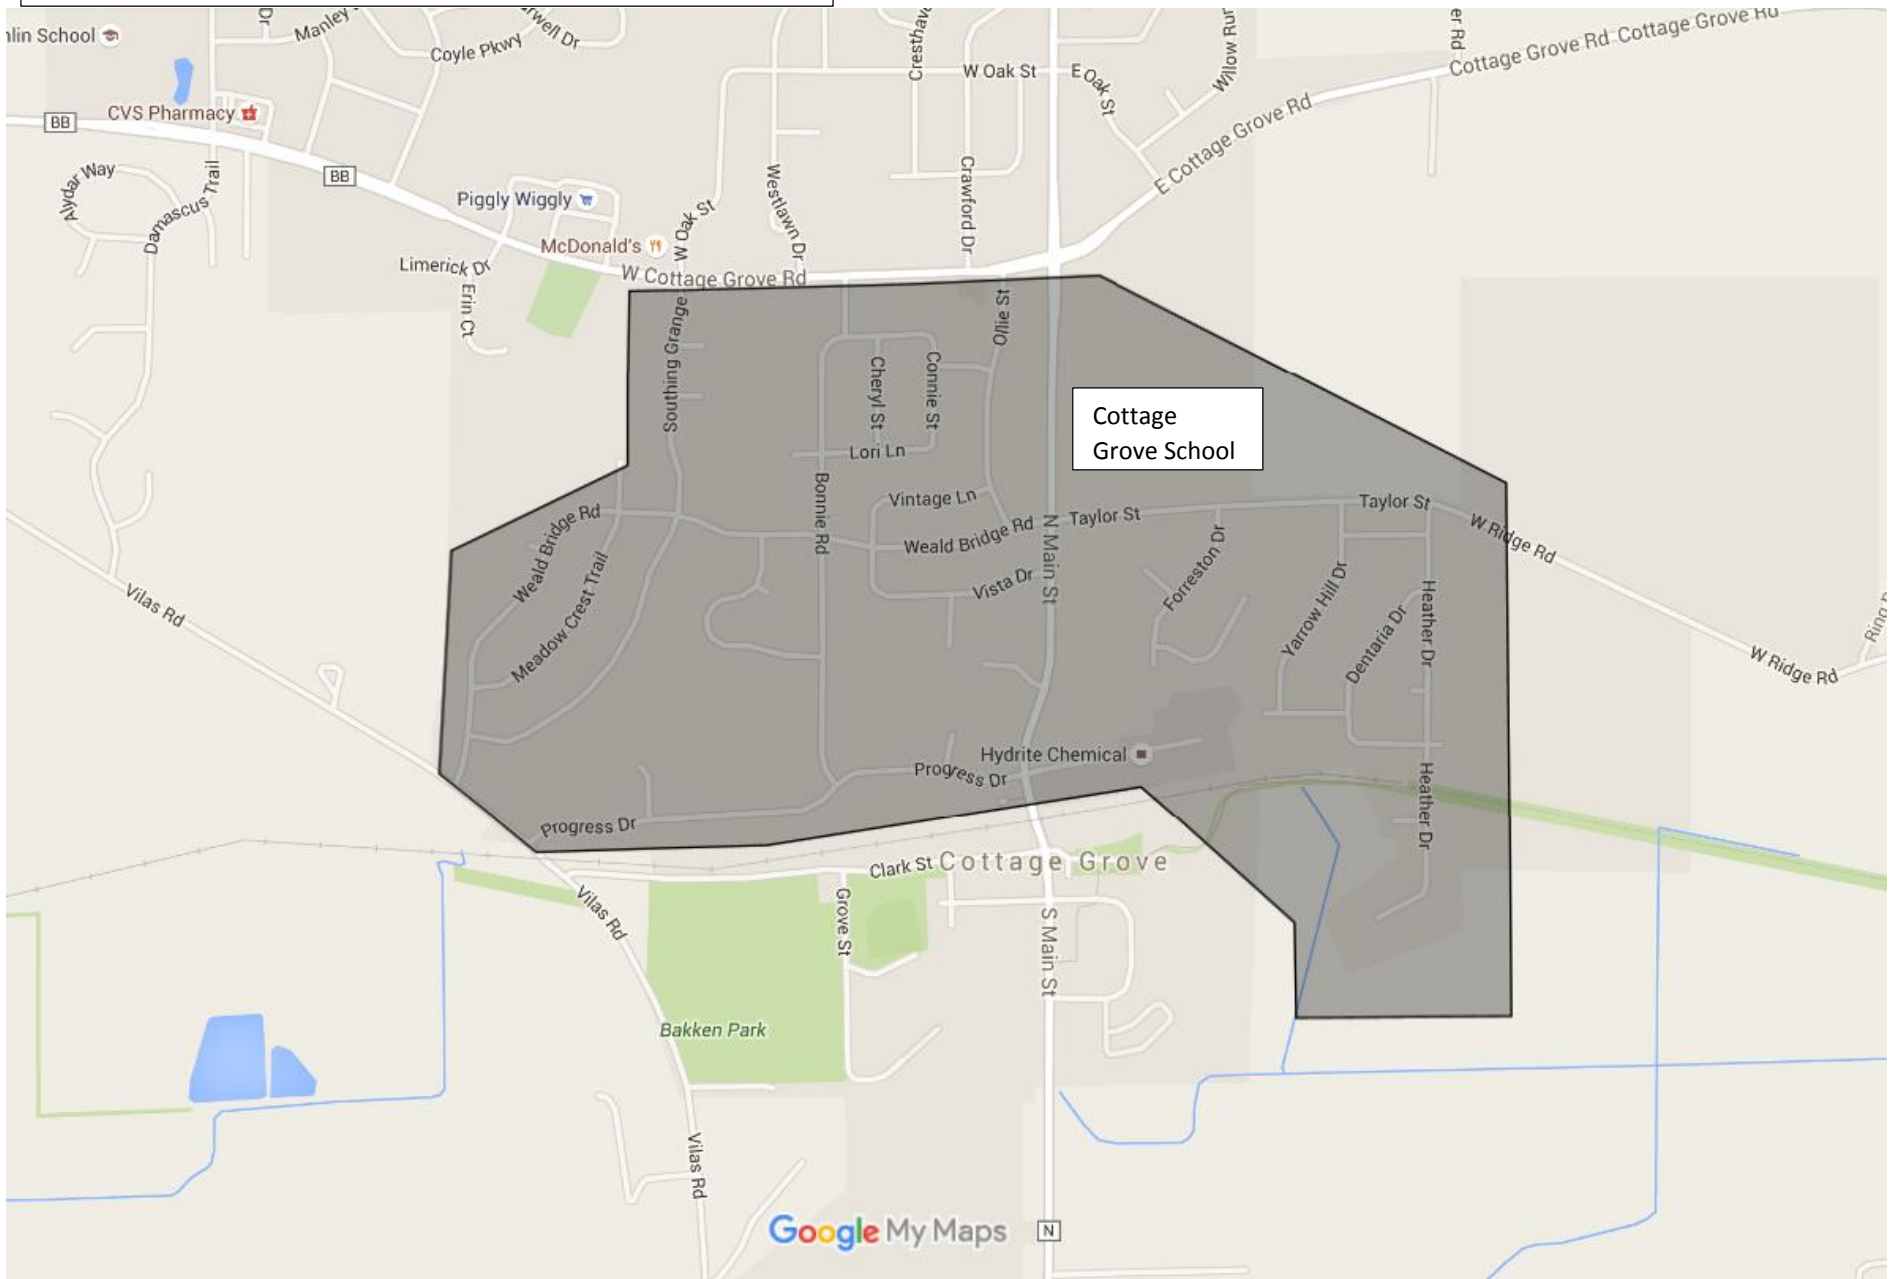 Manley
Coyle Pkwy
Dr
CVS Pharmacy
BB
BB
Alydar Way
Damascus Trail
Piggly Wiggly
McDonald's
Limerick Dr
Erin Ct
W Oak St
Westlawn Dr
W Oak St
E Oak St
Crawford Dr
E Cottage Grove Rd
Cottage Grove Rd
Cottage Grove Rd
W Cottage Grove Rd
Southing Grange
Ollie St
Cheryl St
Connie St
Lori Ln
Cottage
Grove School
Bonnie Rd
Vintage Ln
Weald Bridge Rd
Weald Bridge Rd
N Main St
Taylor St
Taylor St
W Ridge Rd
Meadow Crest Trail
Vista Dr
Forreston Dr
Yarrow Hill Dr
Dentaria Dr
Heather Dr
Vilas Rd
W Ridge Rd
Hydrite Chemical
Progress Dr
Progress Dr
Heather Dr
Clark St
Cottage Grove
Vilas Rd
Grove St
S Main St
Bakken Park
Vilas Rd
Google My Maps
N